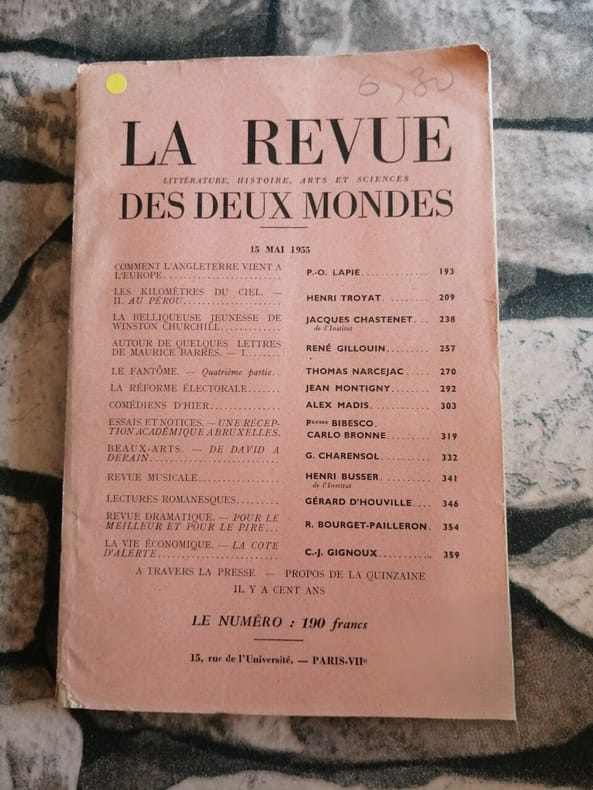 6,80
LA REVUE
LITTÉRATURE, HISTOIRE, ARTS ET SCIENCES
DES DEUX MONDES
15 MAI 1955
COMMENT L'ANGLETERRE VIENT A
L'EUROPE.............. P.-O. LAPIE............. 193
LES KILOMÈTRES DU CIEL. —
II. AU PÉROU.............. HENRI TROYAT. ........ 209
LA BELLIQUEUSE JEUNESSE DE
WINSTON CHURCHILL........... JACQUES CHASTENET... 238
de l'Institut
AUTOUR DE QUELQUES LETTRES
DE MAURICE BARRÈS. — I....... RENÉ GILLOUIN......... 257
LE FANTÔME. — Quatrième partie.. THOMAS NARCEJAC..... 270
LA RÉFORME ÉLECTORALE....... JEAN MONTIGNY......... 292
COMÉDIENS D'HIER.............. ALEX MADIS............ 303
ESSAIS ET NOTICES. — UNE RÉCEP- Pcesse BIBESCO.
TION ACADÉMIQUE A BRUXELLES. CARLO BRONNE.......... 319
BEAUX-ARTS. — DE DAVID A
DERAIN.................... G. CHARENSOL.......... 332
REVUE MUSICALE.............. HENRI BUSSER.......... 341
de l'Institut
LECTURES ROMANESQUES......... GÉRARD D'HOUVILLE.... 346
REVUE DRAMATIQUE. — POUR LE
MEILLEUR ET POUR LE PIRE... R. BOURGET-PAILLERON. 354
LA VIE ÉCONOMIQUE. — LA COTE
D'ALERTE.................. C.-J. GIGNOUX............. 359
A TRAVERS LA PRESSE — PROPOS DE LA QUINZAINE
IL Y A CENT ANS
LE NUMÉRO : 190 francs
15, rue de l'Université. — PARIS-VIIe